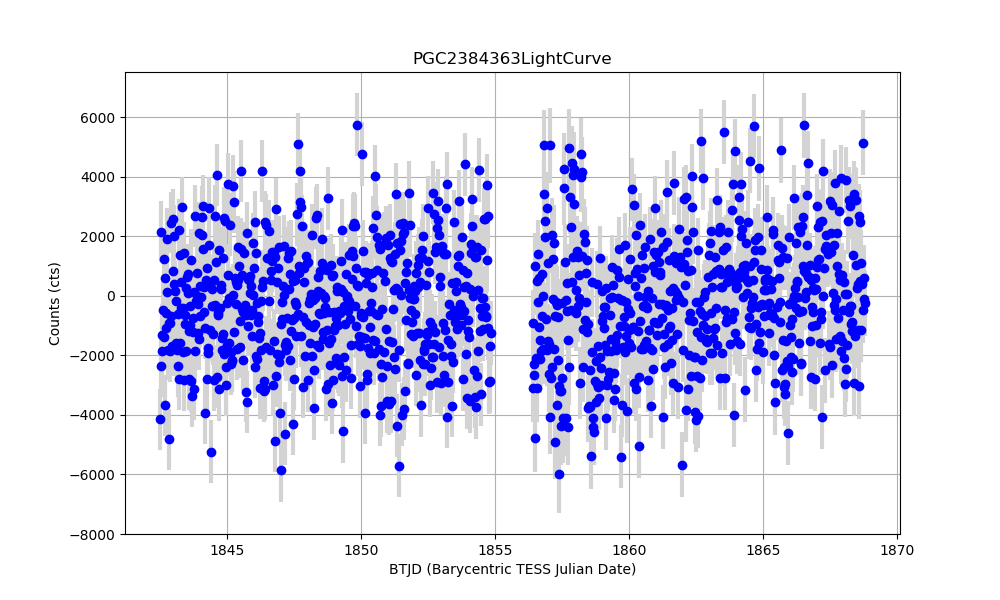 PGC2384363LightCurve
Counts (cts)
6000
4000
2000
0
−2000
−4000
−6000
−8000
1845 1850 1855 1860 1865 1870
BTJD (Barycentric TESS Julian Date)